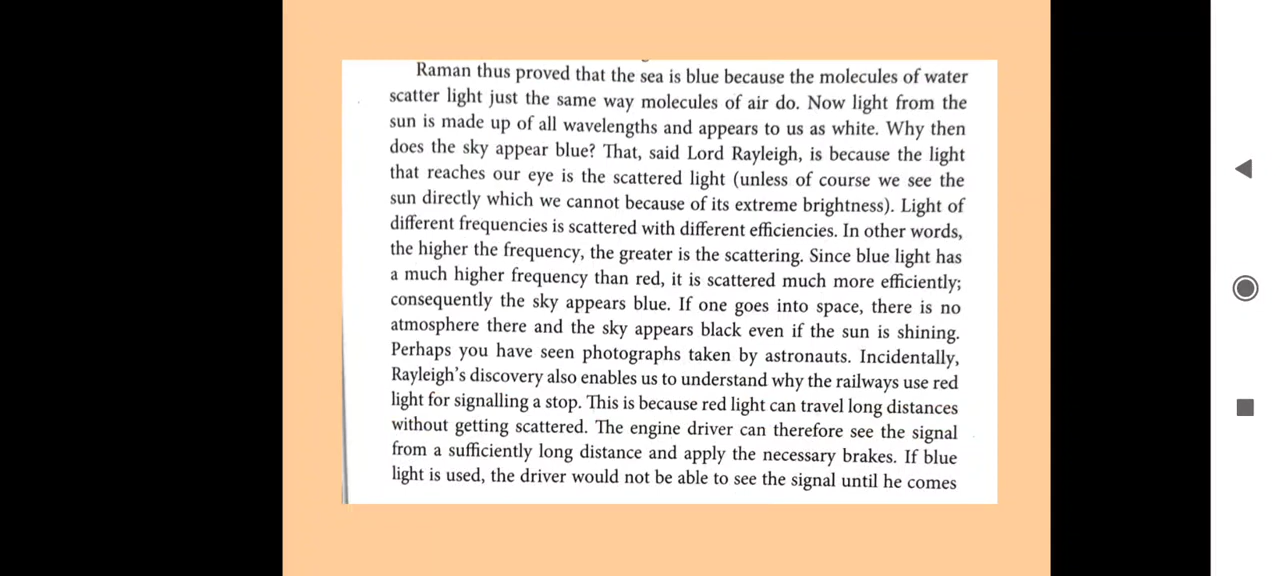 Raman thus proved that the sea is blue because the molecules of water
scatter light just the same way molecules of air do. Now light from the
sun is made up of all wavelengths and appears to us as white. Why then
does the sky appear blue? That, said Lord Rayleigh, is because the light
that reaches our eye is the scattered light (unless of course we see the
sun directly which we cannot because of its extreme brightness). Light of
different frequencies is scattered with different efficiencies. In other words,
the higher the frequency, the greater is the scattering. Since blue light has
a much higher frequency than red, it is scattered much more efficiently;
consequently the sky appears blue. If one goes into space, there is no
atmosphere there and the sky appears black even if the sun is shining.
Perhaps you have seen photographs taken by astronauts. Incidentally,
Rayleigh's discovery also enables us to understand why the railways use red
light for signalling a stop. This is because red light can travel long distances
without getting scattered. The engine driver can therefore see the signal
from a sufficiently long distance and apply the necessary brakes. If blue
light is used, the driver would not be able to see the signal until he comes